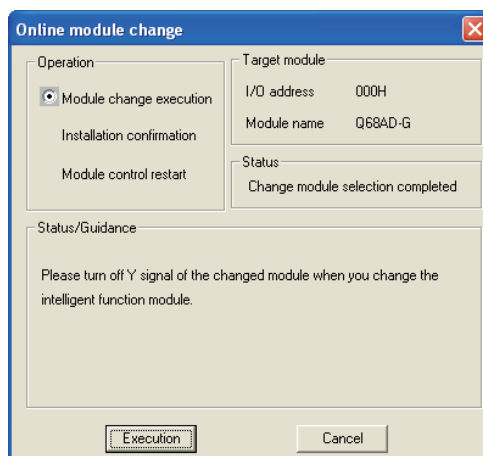 Online module change
Operation
Module change execution
Installation confirmation
Module control restart
Target module
I/O address 000H
Module name Q68AD-G
Status
Change module selection completed
Status/Guidance
Please turn off Y signal of the changed module when you change the
intelligent function module.
Execution Cancel